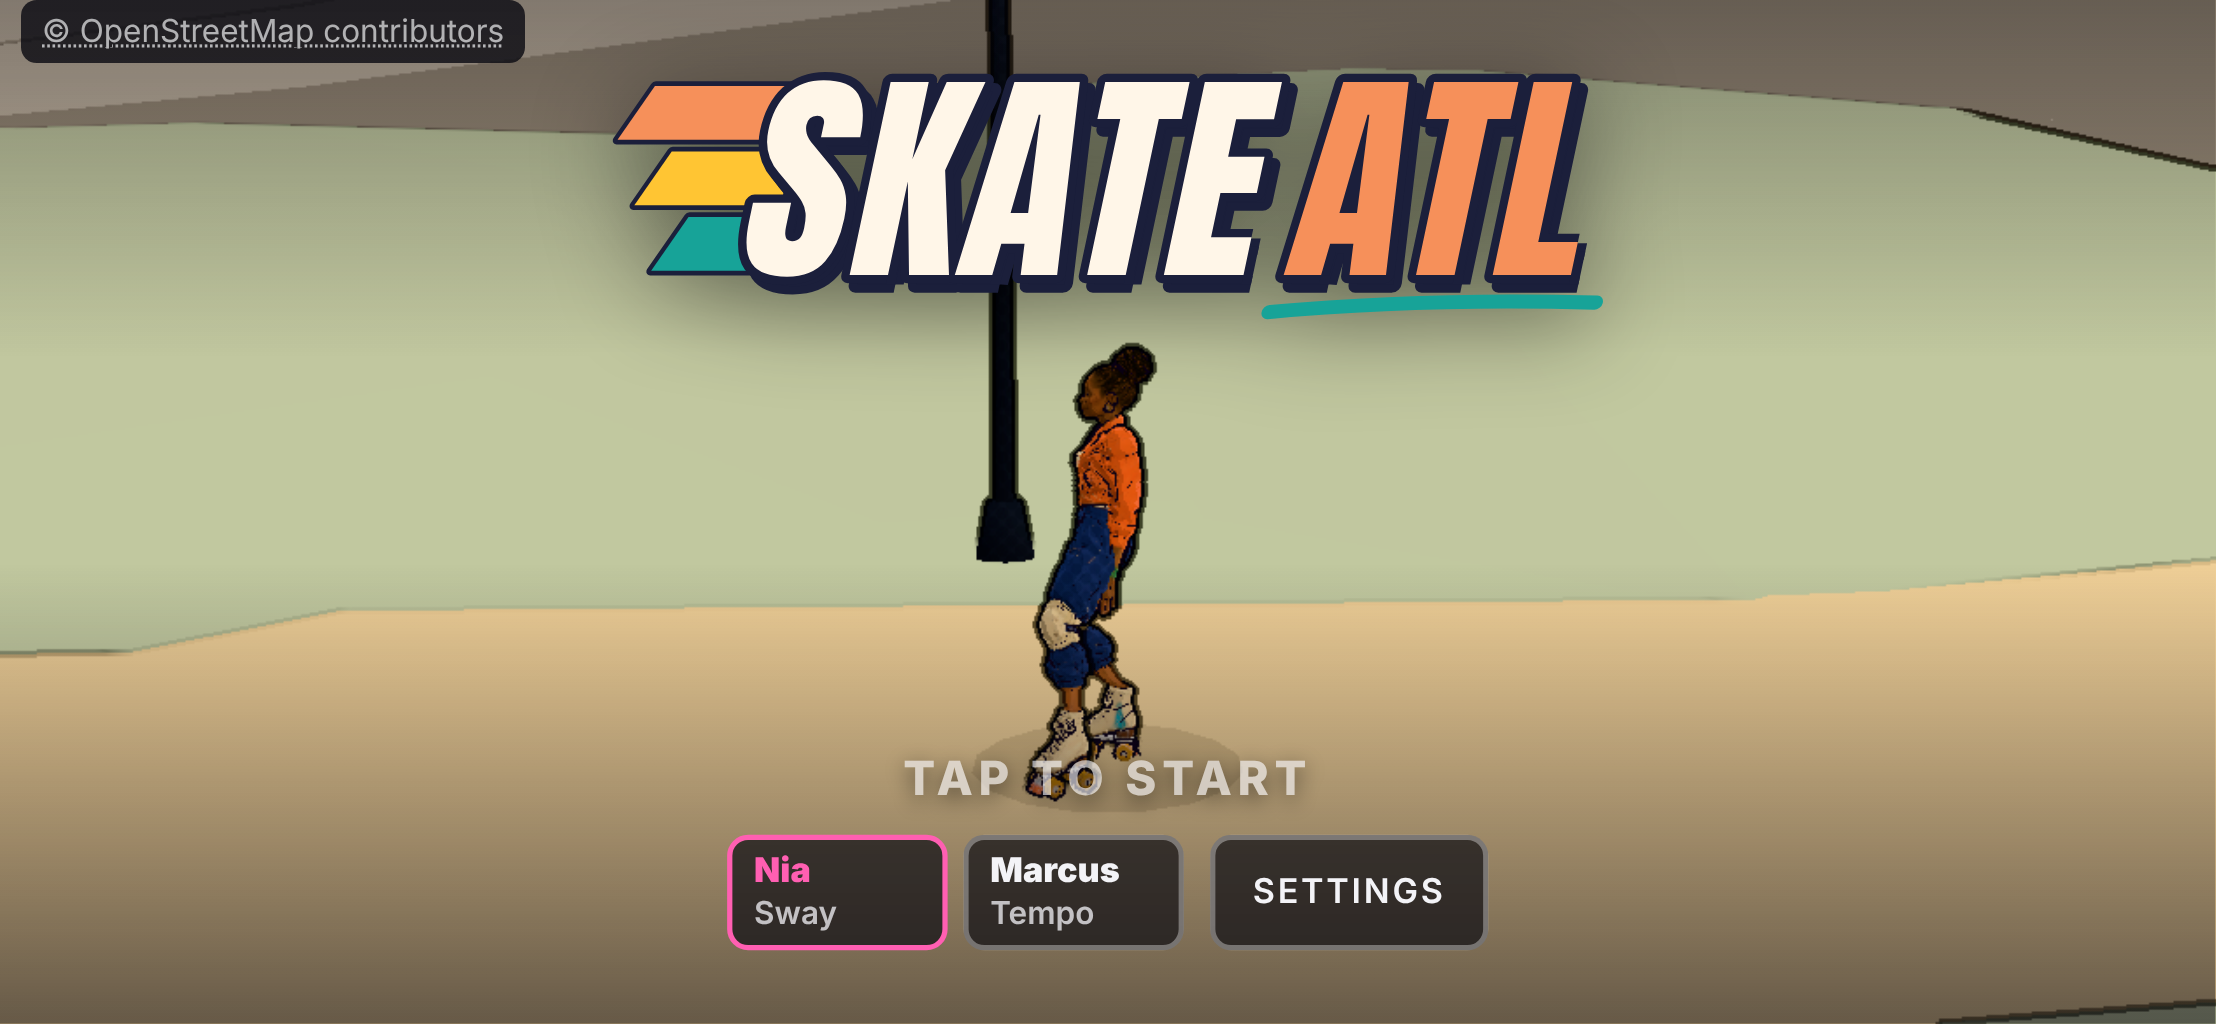 © OpenStreetMap contributors
SKATE ATL
TAP TO START
Nia
Sway
Marcus
Tempo
SETTINGS